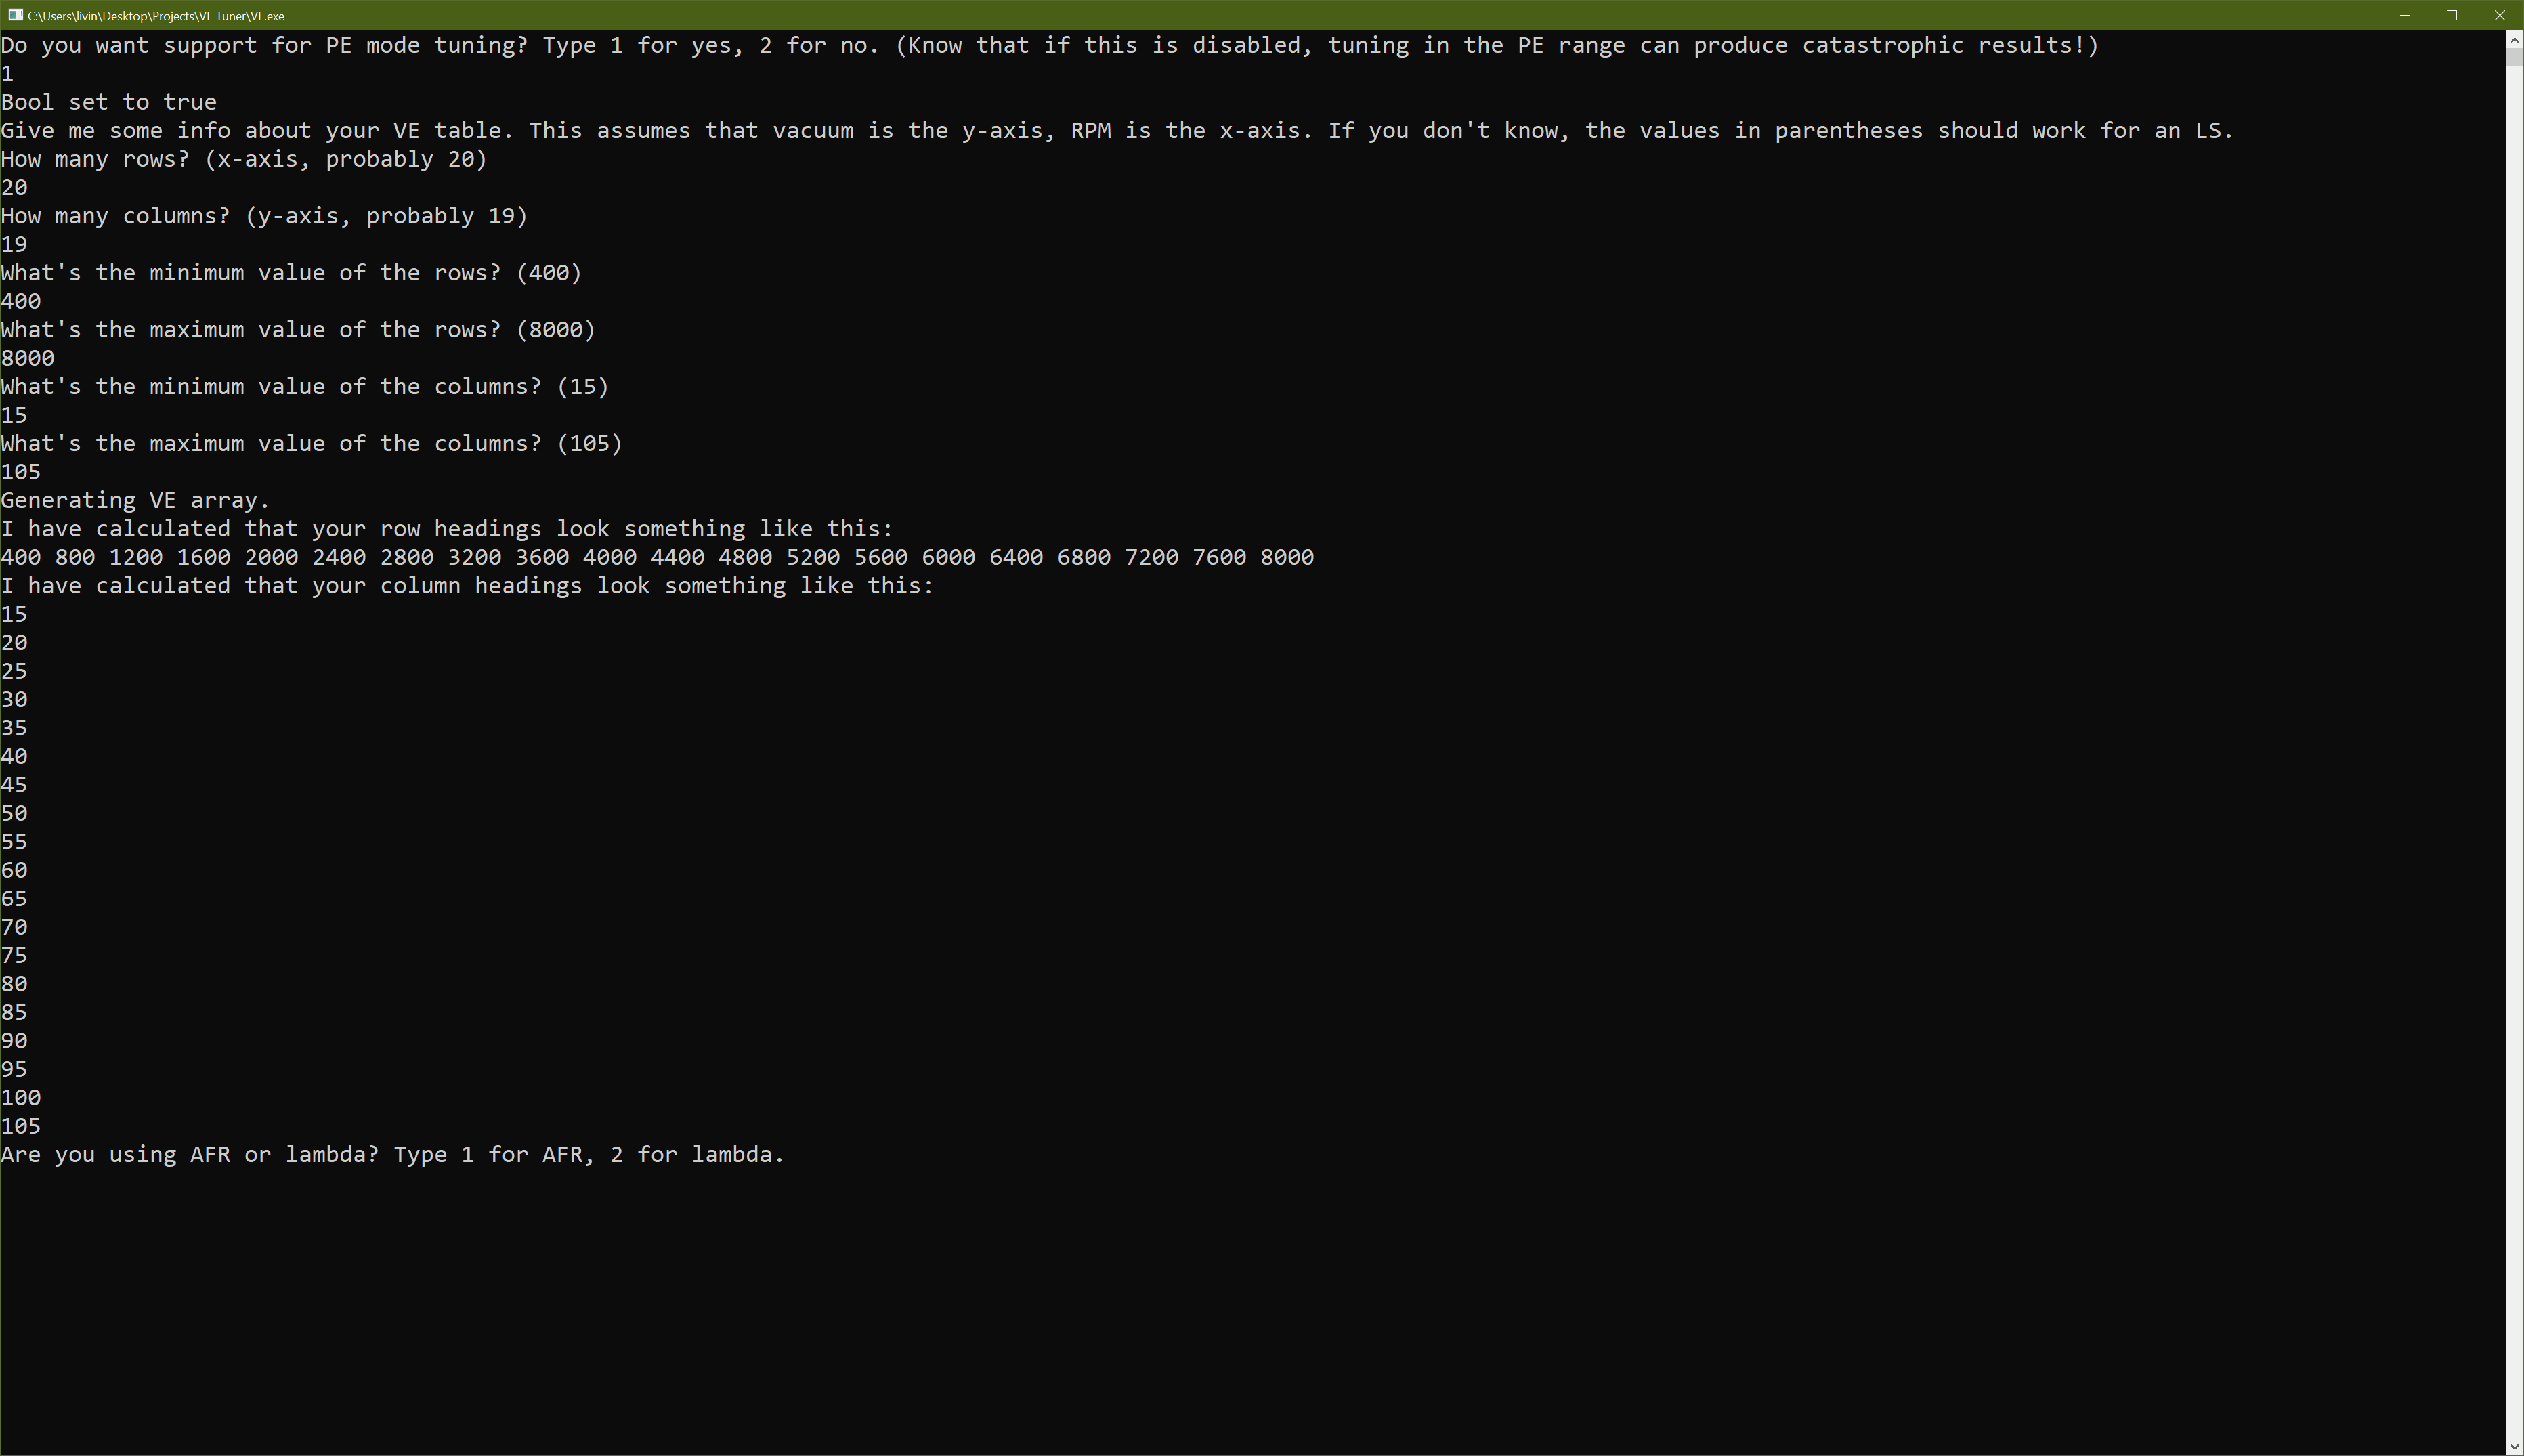 C:\Users\livin\Desktop\Projects\VE Tuner\VE.exe
Do you want support for PE mode tuning? Type 1 for yes, 2 for no. (Know that if this is disabled, tuning in the PE range can produce catastrophic results!)
1
Bool set to true
Give me some info about your VE table. This assumes that vacuum is the y-axis, RPM is the x-axis. If you don't know, the values in parentheses should work for an LS.
How many rows? (x-axis, probably 20)
20
How many columns? (y-axis, probably 19)
19
What's the minimum value of the rows? (400)
400
What's the maximum value of the rows? (8000)
8000
What's the minimum value of the columns? (15)
15
What's the maximum value of the columns? (105)
105
Generating VE array.
I have calculated that your row headings look something like this:
400 800 1200 1600 2000 2400 2800 3200 3600 4000 4400 4800 5200 5600 6000 6400 6800 7200 7600 8000
I have calculated that your column headings look something like this:
15
20
25
30
35
40
45
50
55
60
65
70
75
80
85
90
95
100
105
Are you using AFR or lambda? Type 1 for AFR, 2 for lambda.